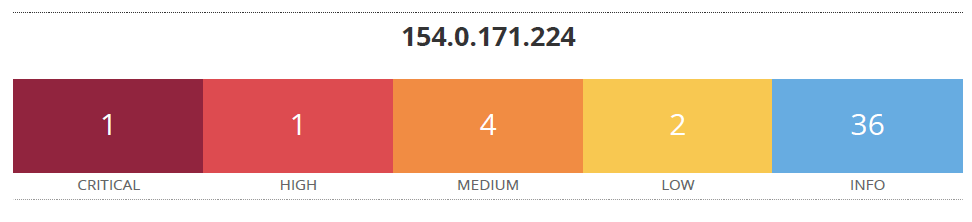 154.0.171.224
1 1 4 2 36
CRITICAL HIGH MEDIUM LOW INFO